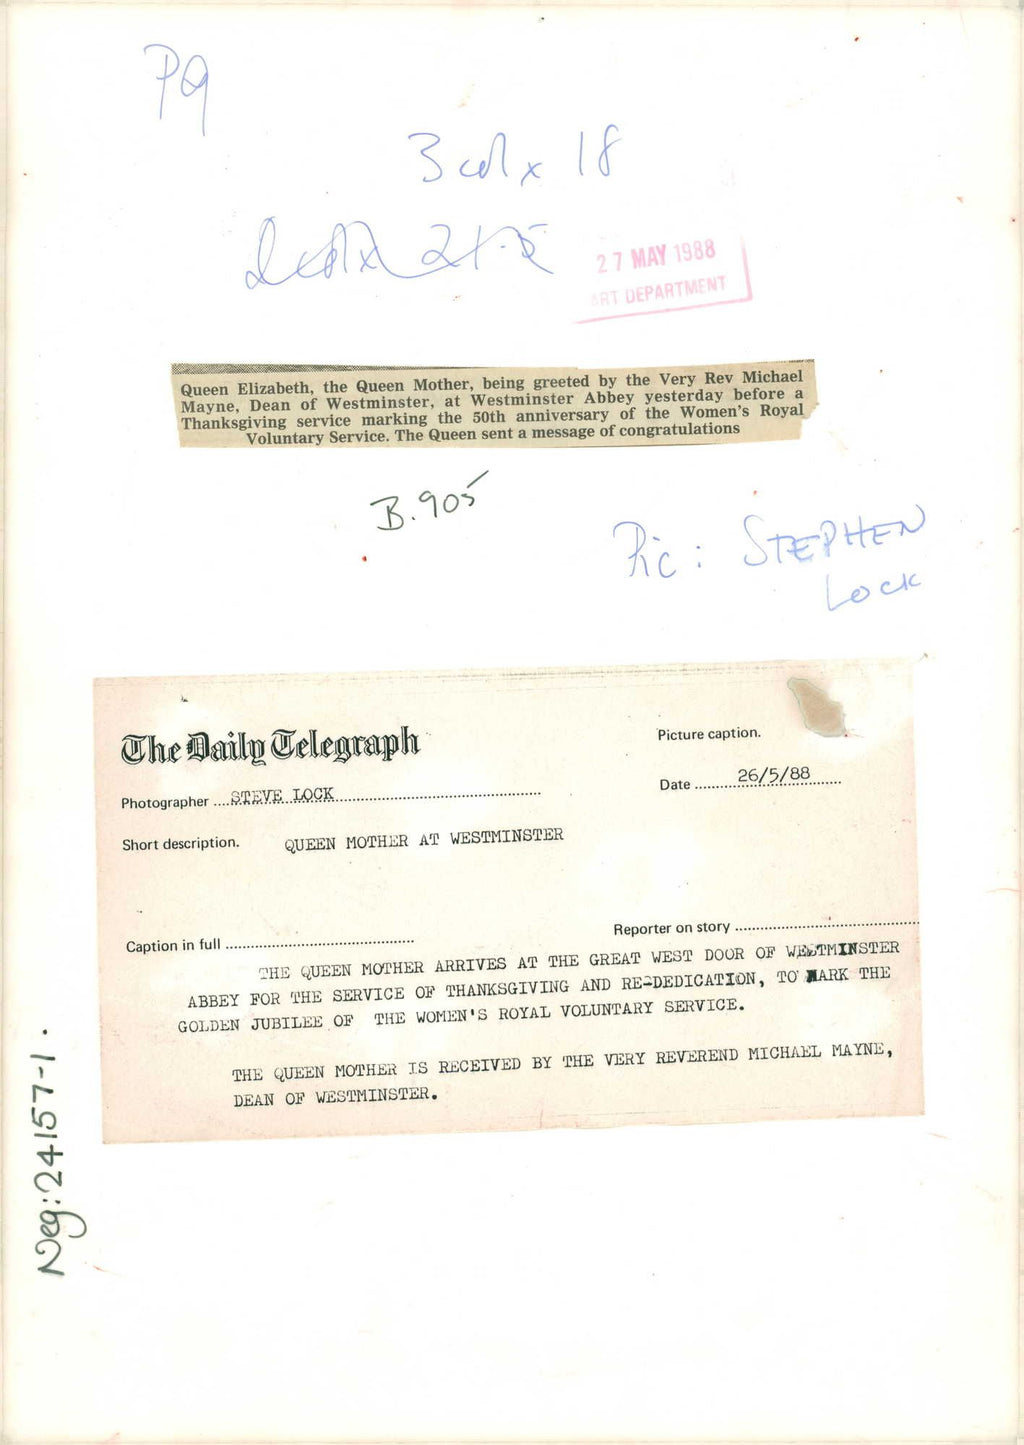 P9
3 col x 18
2 col x 21.5
27 MAY 1988
ART DEPARTMENT
Queen Elizabeth, the Queen Mother, being greeted by the Very Rev Michael
Mayne, Dean of Westminster, at Westminster Abbey yesterday before a
Thanksgiving service marking the 50th anniversary of the Women's Royal
Voluntary Service. The Queen sent a message of congratulations
B.905
Pic: STEPHEN
Lock
The Daily Telegraph
Picture caption.
Photographer ....STEVE LOCK....
Date ....26/5/88....
Short description. QUEEN MOTHER AT WESTMINSTER
Caption in full ....
Reporter on story ....
THE QUEEN MOTHER ARRIVES AT THE GREAT WEST DOOR OF WESTMINSTER
ABBEY FOR THE SERVICE OF THANKSGIVING AND RE-DEDICATION, TO MARK THE
GOLDEN JUBILEE OF THE WOMEN'S ROYAL VOLUNTARY SERVICE.
THE QUEEN MOTHER IS RECEIVED BY THE VERY REVEREND MICHAEL MAYNE,
DEAN OF WESTMINSTER.
Neg: 24157-1.